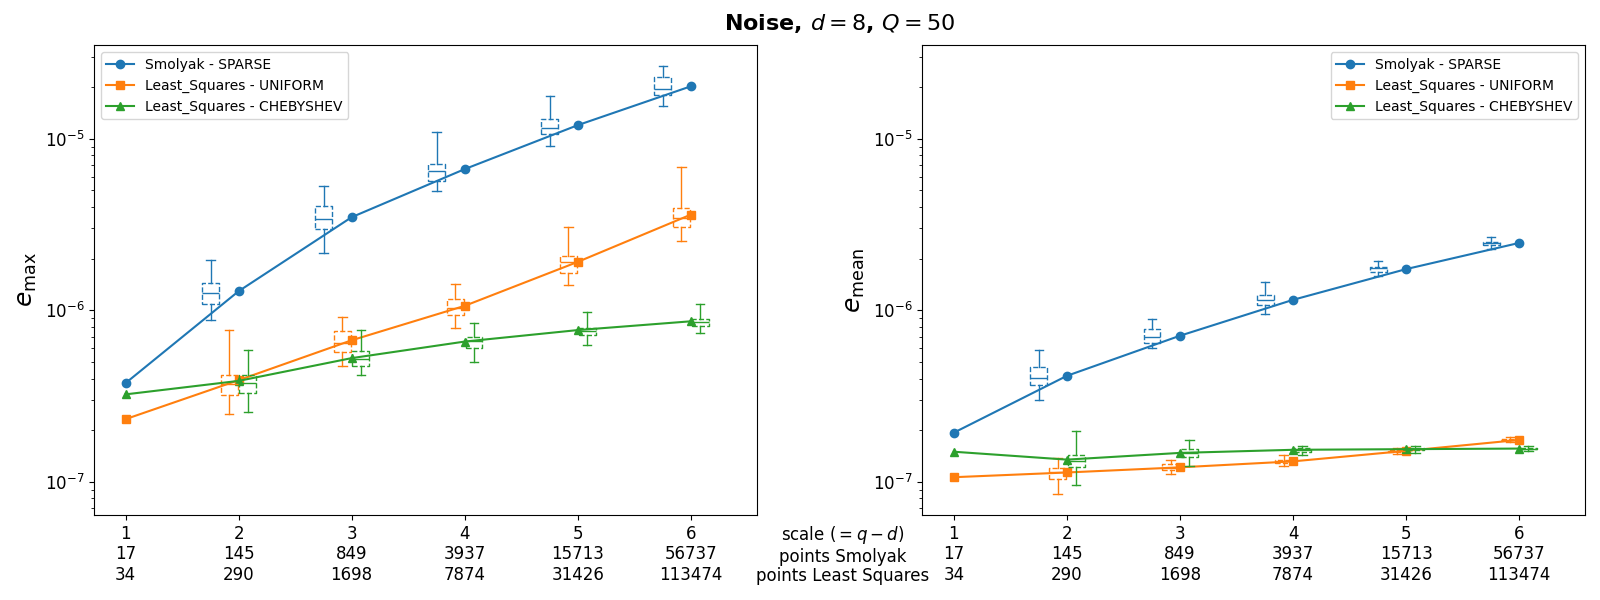 Noise, d = 8, Q = 50
Smolyak - SPARSE
Least_Squares - UNIFORM
Least_Squares - CHEBYSHEV
10⁻⁵
10⁻⁶
10⁻⁷
e_max
1 2 3 4 5 6
17 145 849 3937 15713 56737
34 290 1698 7874 31426 113474
scale (= q − d)
points Smolyak
points Least Squares
Smolyak - SPARSE
Least_Squares - UNIFORM
Least_Squares - CHEBYSHEV
10⁻⁵
10⁻⁶
10⁻⁷
e_mean
1 2 3 4 5 6
17 145 849 3937 15713 56737
34 290 1698 7874 31426 113474